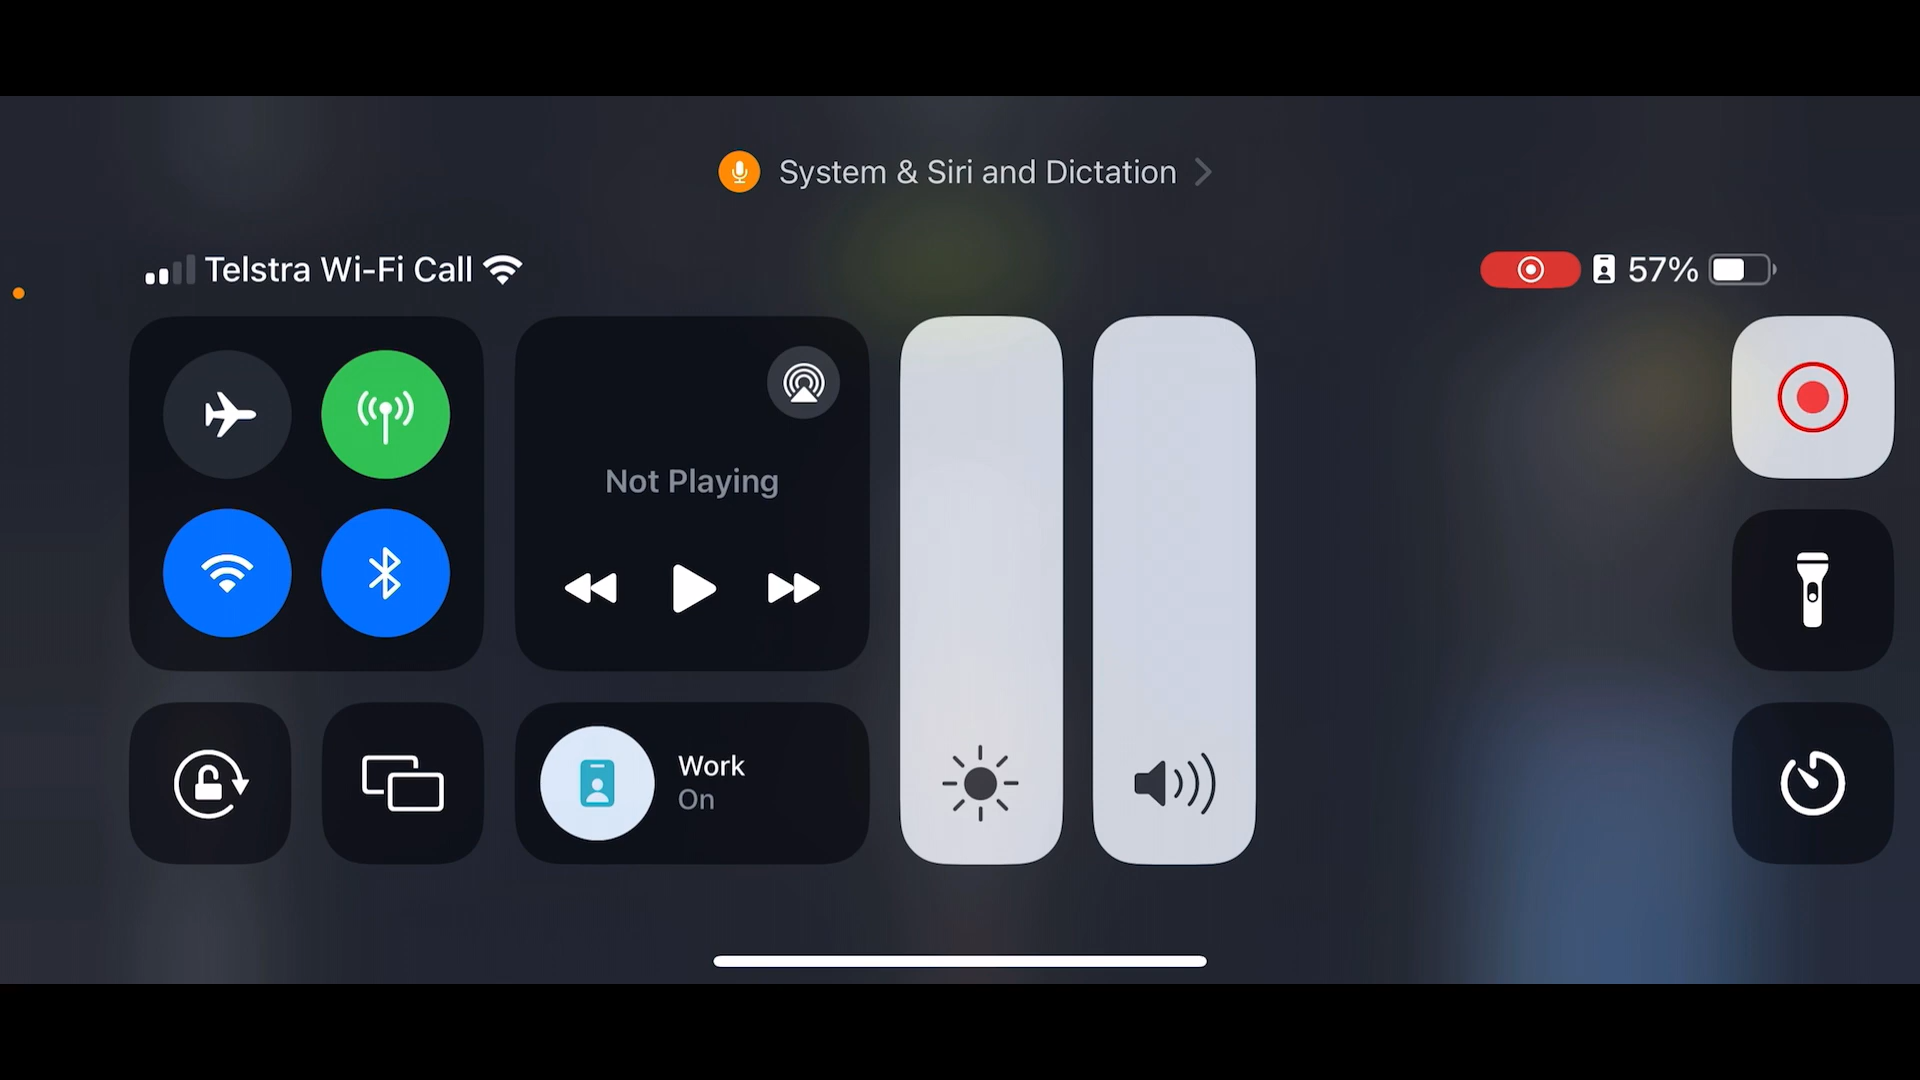 System & Siri and Dictation
Telstra Wi-Fi Call
57%
Not Playing
Work
On